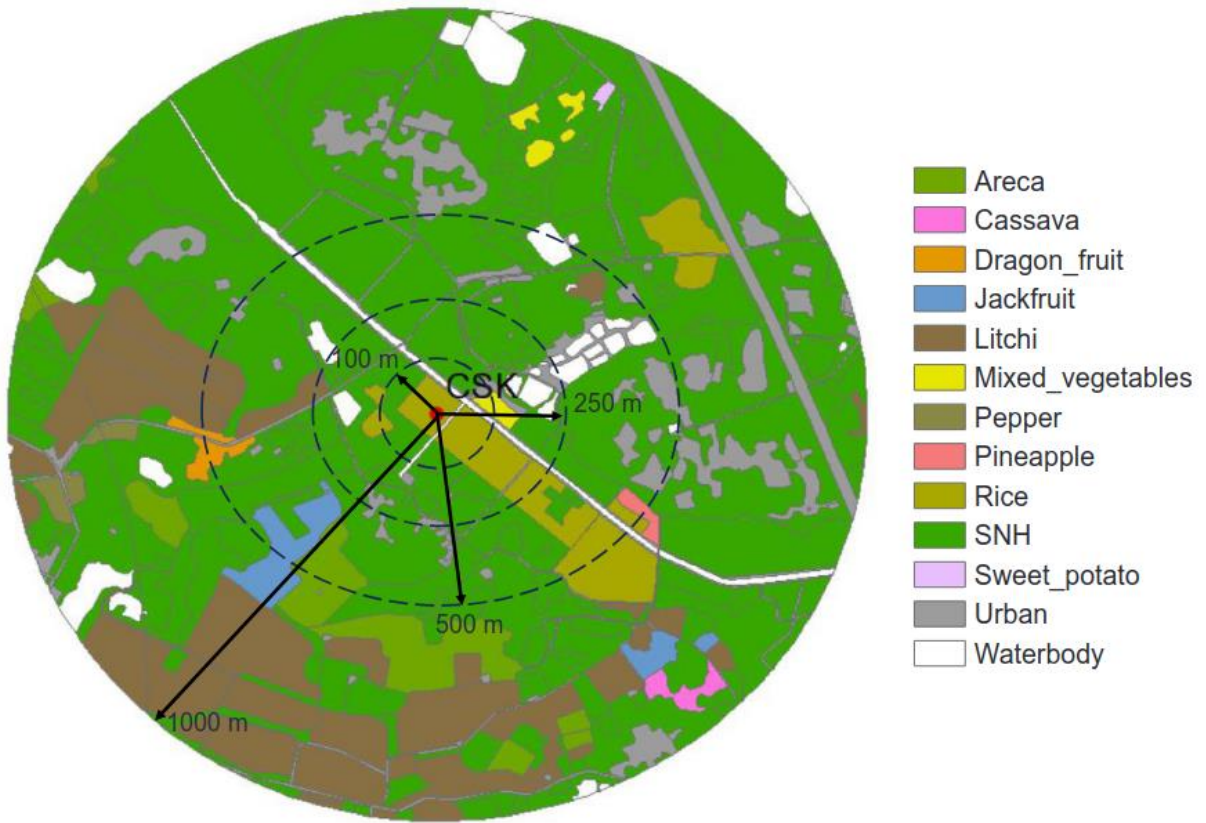 100 m
CSK
250 m
500 m
1000 m
Areca
Cassava
Dragon_fruit
Jackfruit
Litchi
Mixed_vegetables
Pepper
Pineapple
Rice
SNH
Sweet_potato
Urban
Waterbody